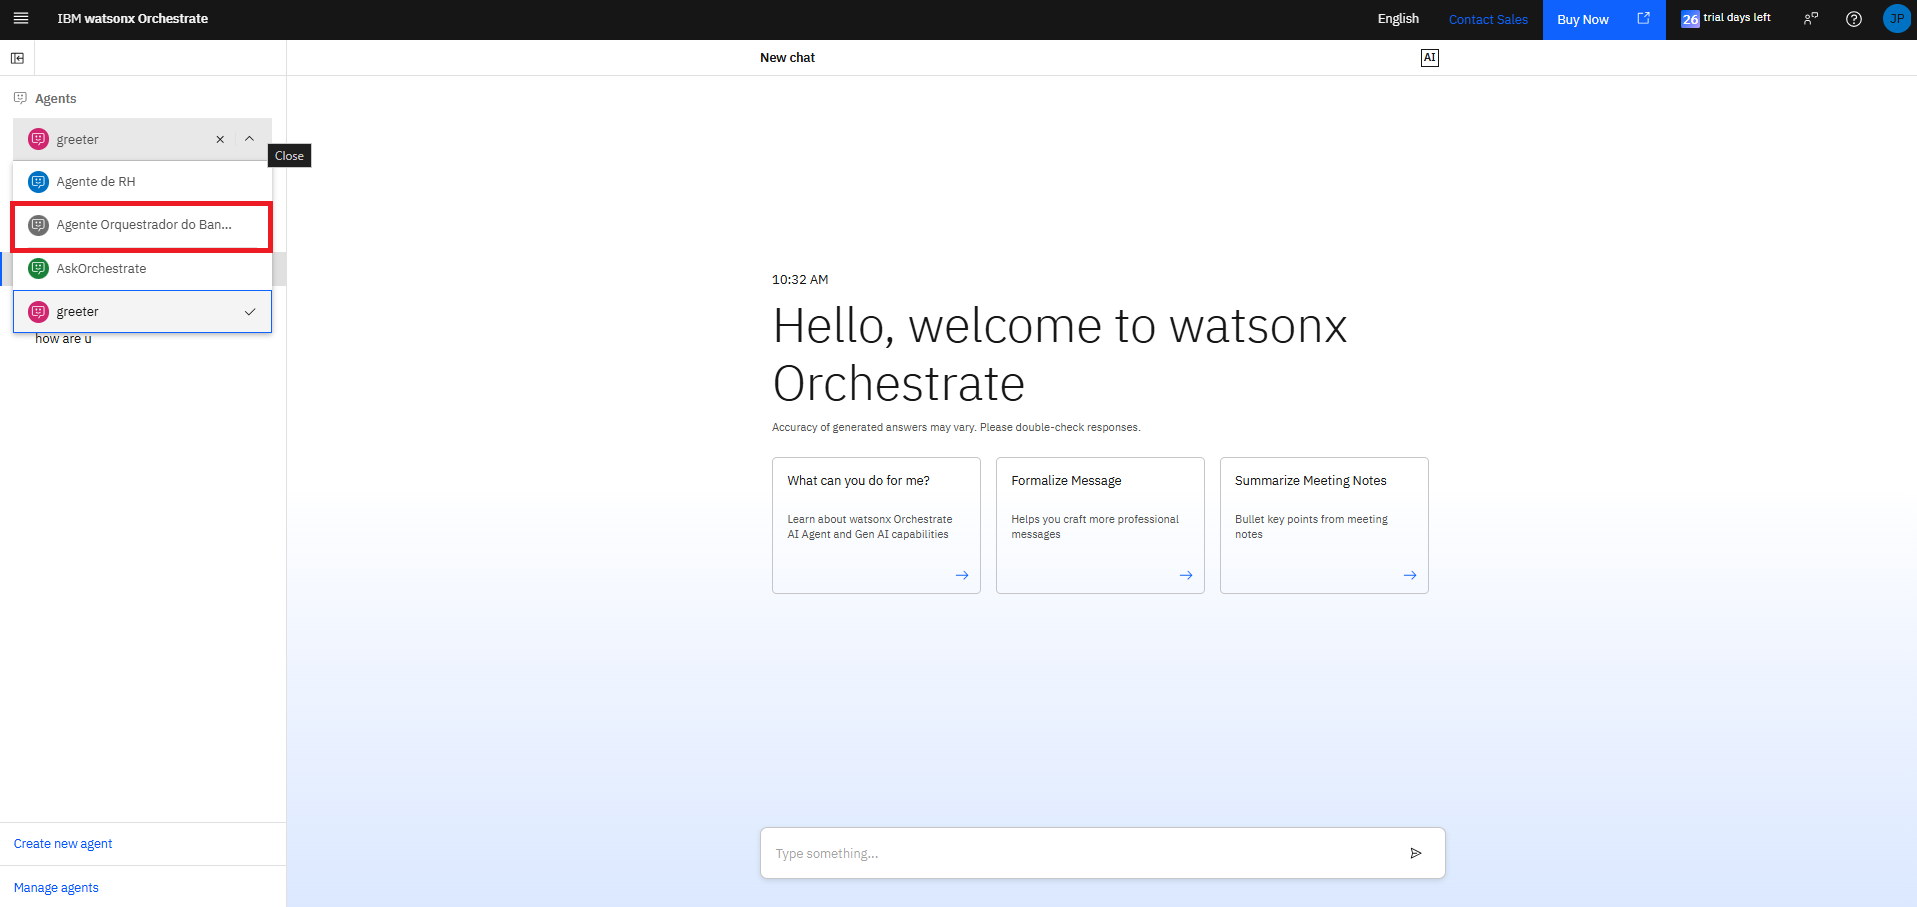 IBM watsonx Orchestrate
English
Contact Sales
Buy Now
26 trial days left
JP
New chat
AI
Agents
greeter
Close
Agente de RH
Agente Orquestrador do Ban...
AskOrchestrate
greeter
how are u
10:32 AM
Hello, welcome to watsonx
Orchestrate
Accuracy of generated answers may vary. Please double-check responses.
What can you do for me?
Learn about watsonx Orchestrate
AI Agent and Gen AI capabilities
Formalize Message
Helps you craft more professional
messages
Summarize Meeting Notes
Bullet key points from meeting
notes
Type something...
Create new agent
Manage agents